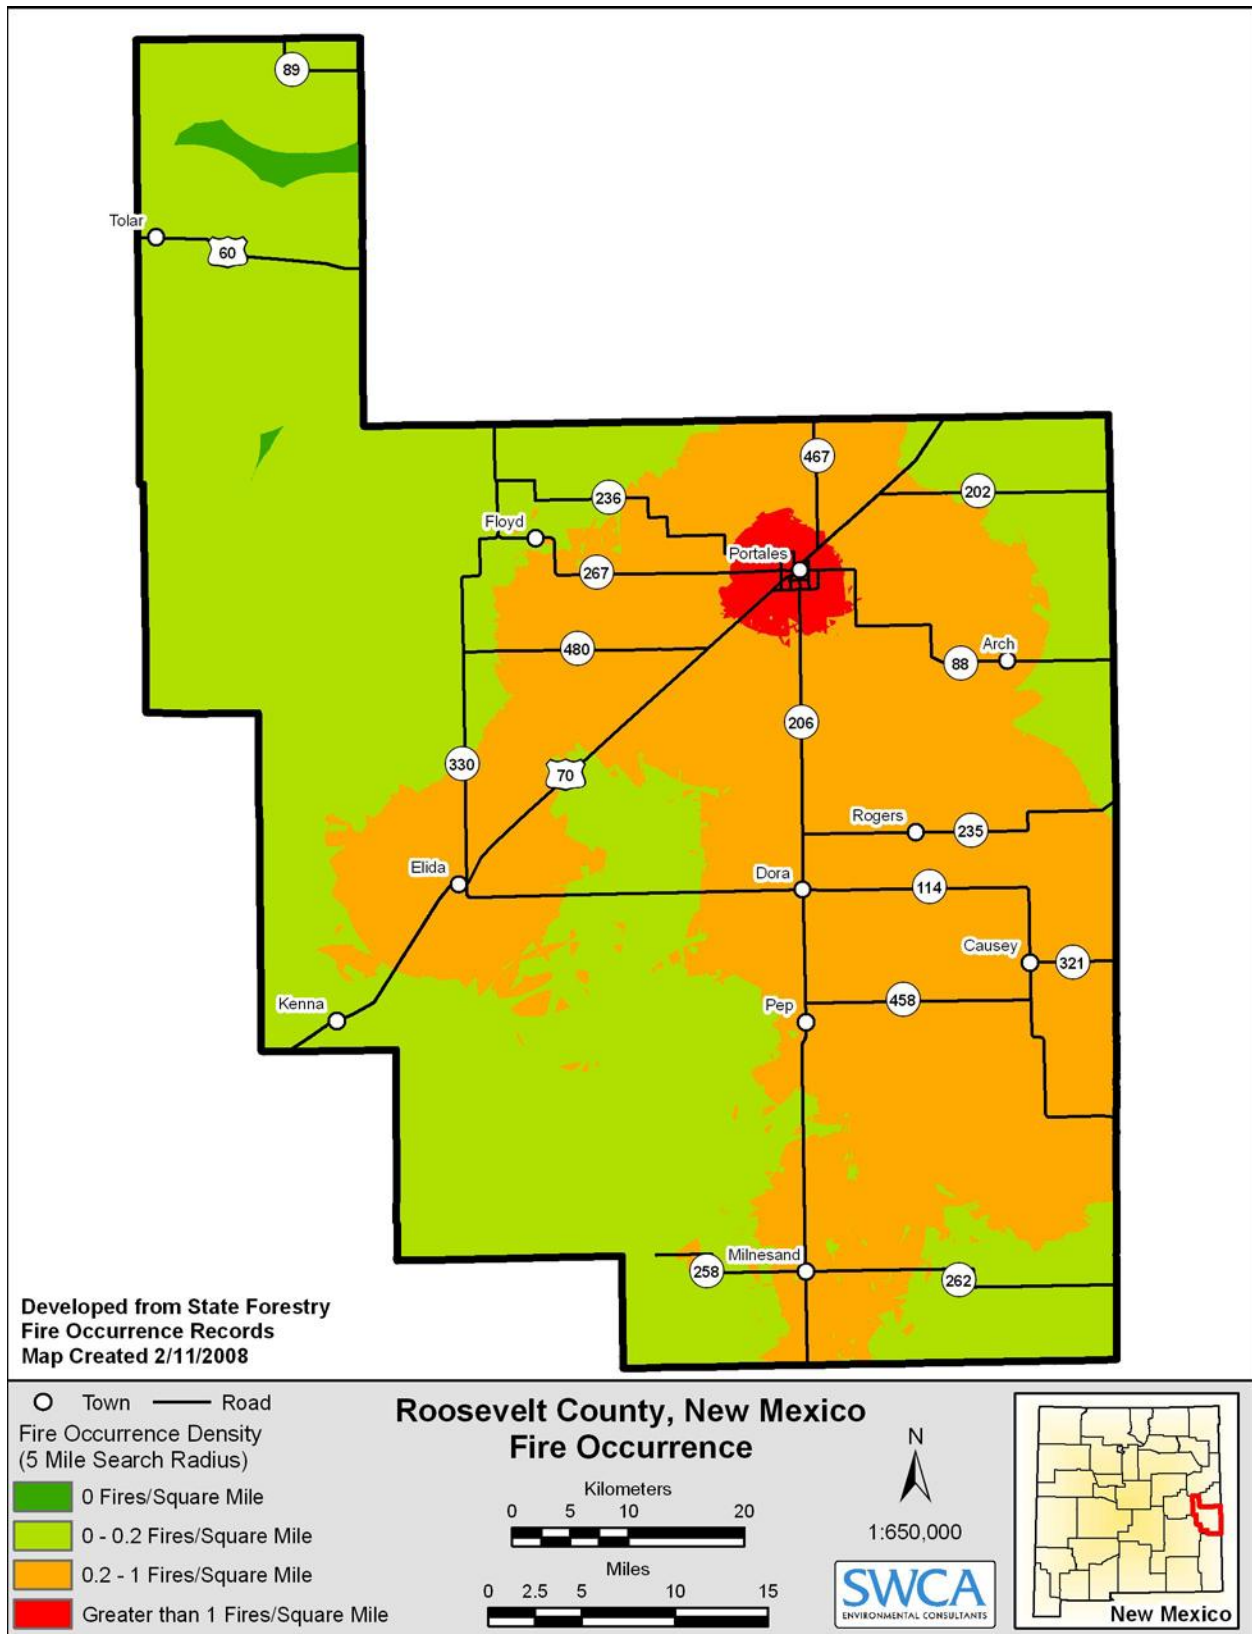 89
Tolar
60
467
236
202
Floyd
Portales
267
480
Arch
88
206
330
70
Rogers
235
Elida
Dora
114
Causey
321
Kenna
Pep
458
Milnesand
258
262
Developed from State Forestry
Fire Occurrence Records
Map Created 2/11/2008
Town
Road
Fire Occurrence Density
(5 Mile Search Radius)
0 Fires/Square Mile
0 - 0.2 Fires/Square Mile
0.2 - 1 Fires/Square Mile
Greater than 1 Fires/Square Mile
Roosevelt County, New Mexico
Fire Occurrence
Kilometers
0 5 10 20
Miles
0 2.5 5 10 15
N
1:650,000
SWCA
ENVIRONMENTAL CONSULTANTS
New Mexico